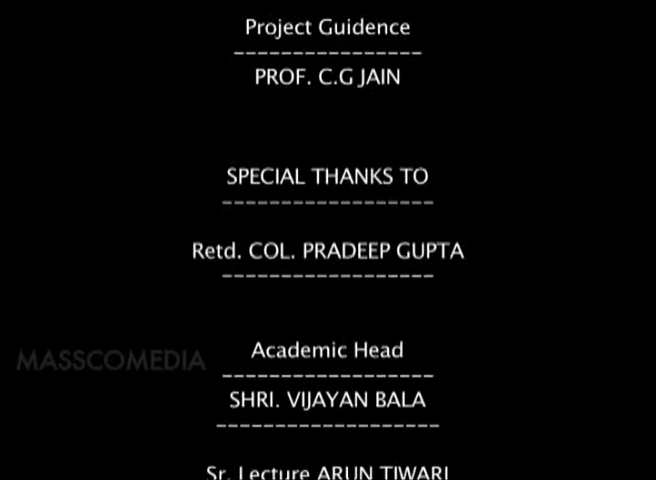 Project Guidence
----------------
PROF. C.G JAIN
SPECIAL THANKS TO
------------------
Retd. COL. PRADEEP GUPTA
------------------
Academic Head
MASSCOMEDIA
------------------
SHRI. VIJAYAN BALA
-------------------
Sr. Lecture ARUN TIWARI